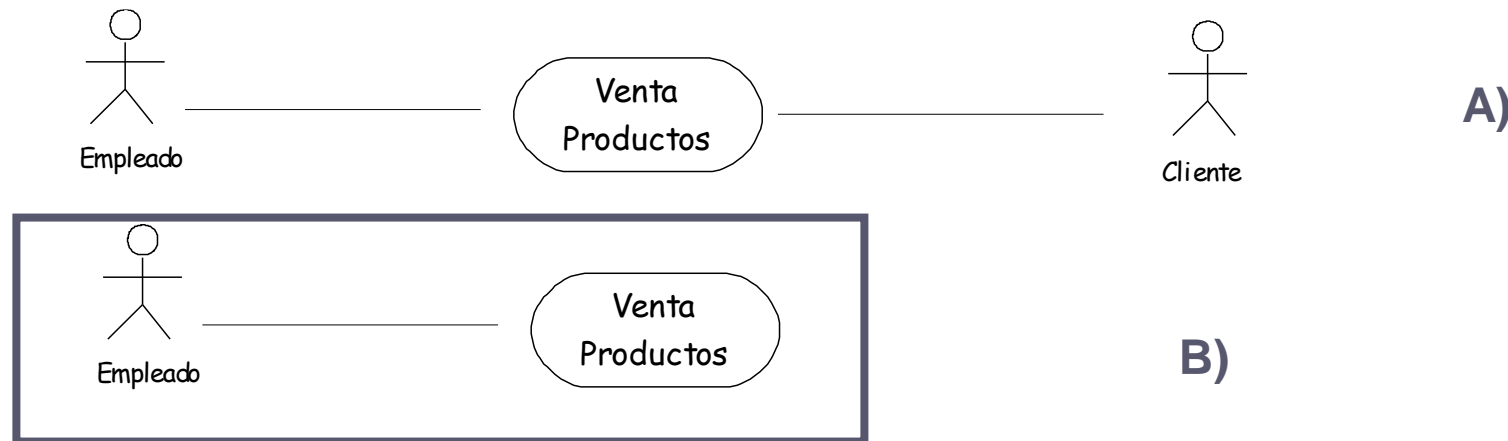 Venta
Productos
Empleado
Cliente
A)
Venta
Productos
Empleado
B)